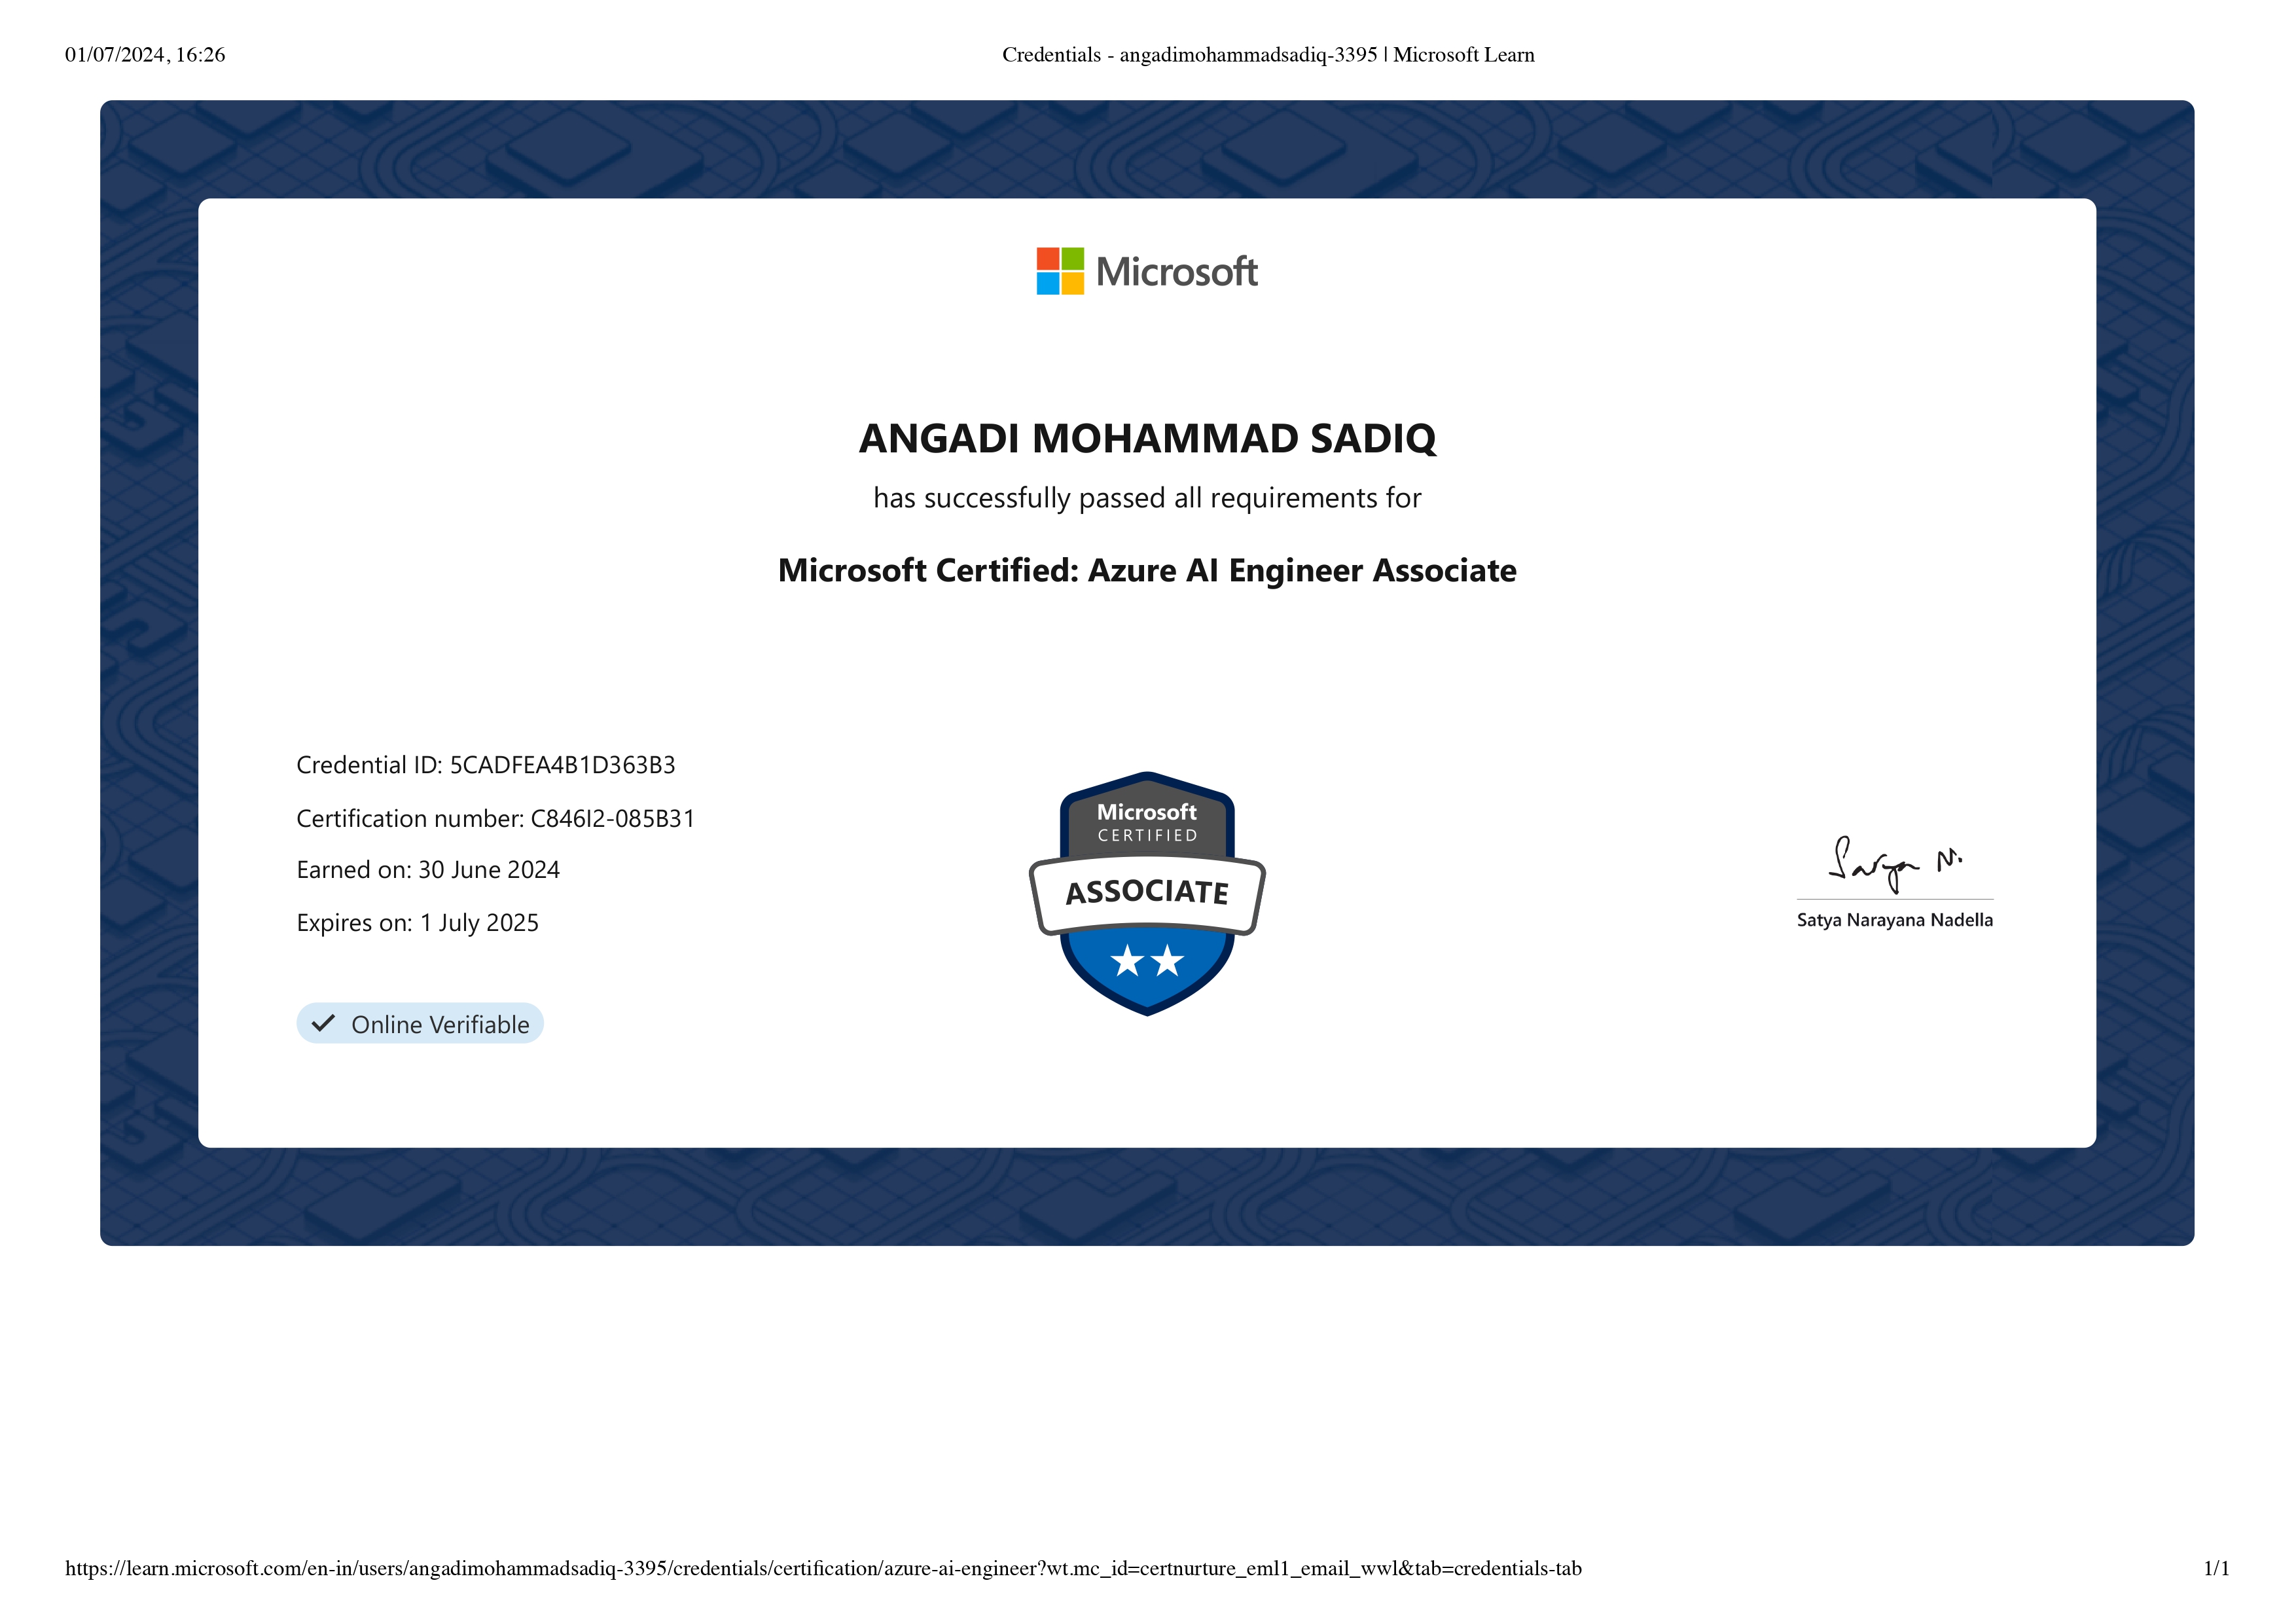 01/07/2024, 16:26
Credentials - angadimohammadsadiq-3395 | Microsoft Learn
Microsoft
ANGADI MOHAMMAD SADIQ
has successfully passed all requirements for
Microsoft Certified: Azure AI Engineer Associate
Credential ID: 5CADFEA4B1D363B3
Certification number: C846I2-085B31
Earned on: 30 June 2024
Expires on: 1 July 2025
Online Verifiable
Microsoft
CERTIFIED
ASSOCIATE
Satya N.
Satya Narayana Nadella
https://learn.microsoft.com/en-in/users/angadimohammadsadiq-3395/credentials/certification/azure-ai-engineer?wt.mc_id=certnurture_eml1_email_wwl&tab=credentials-tab
1/1